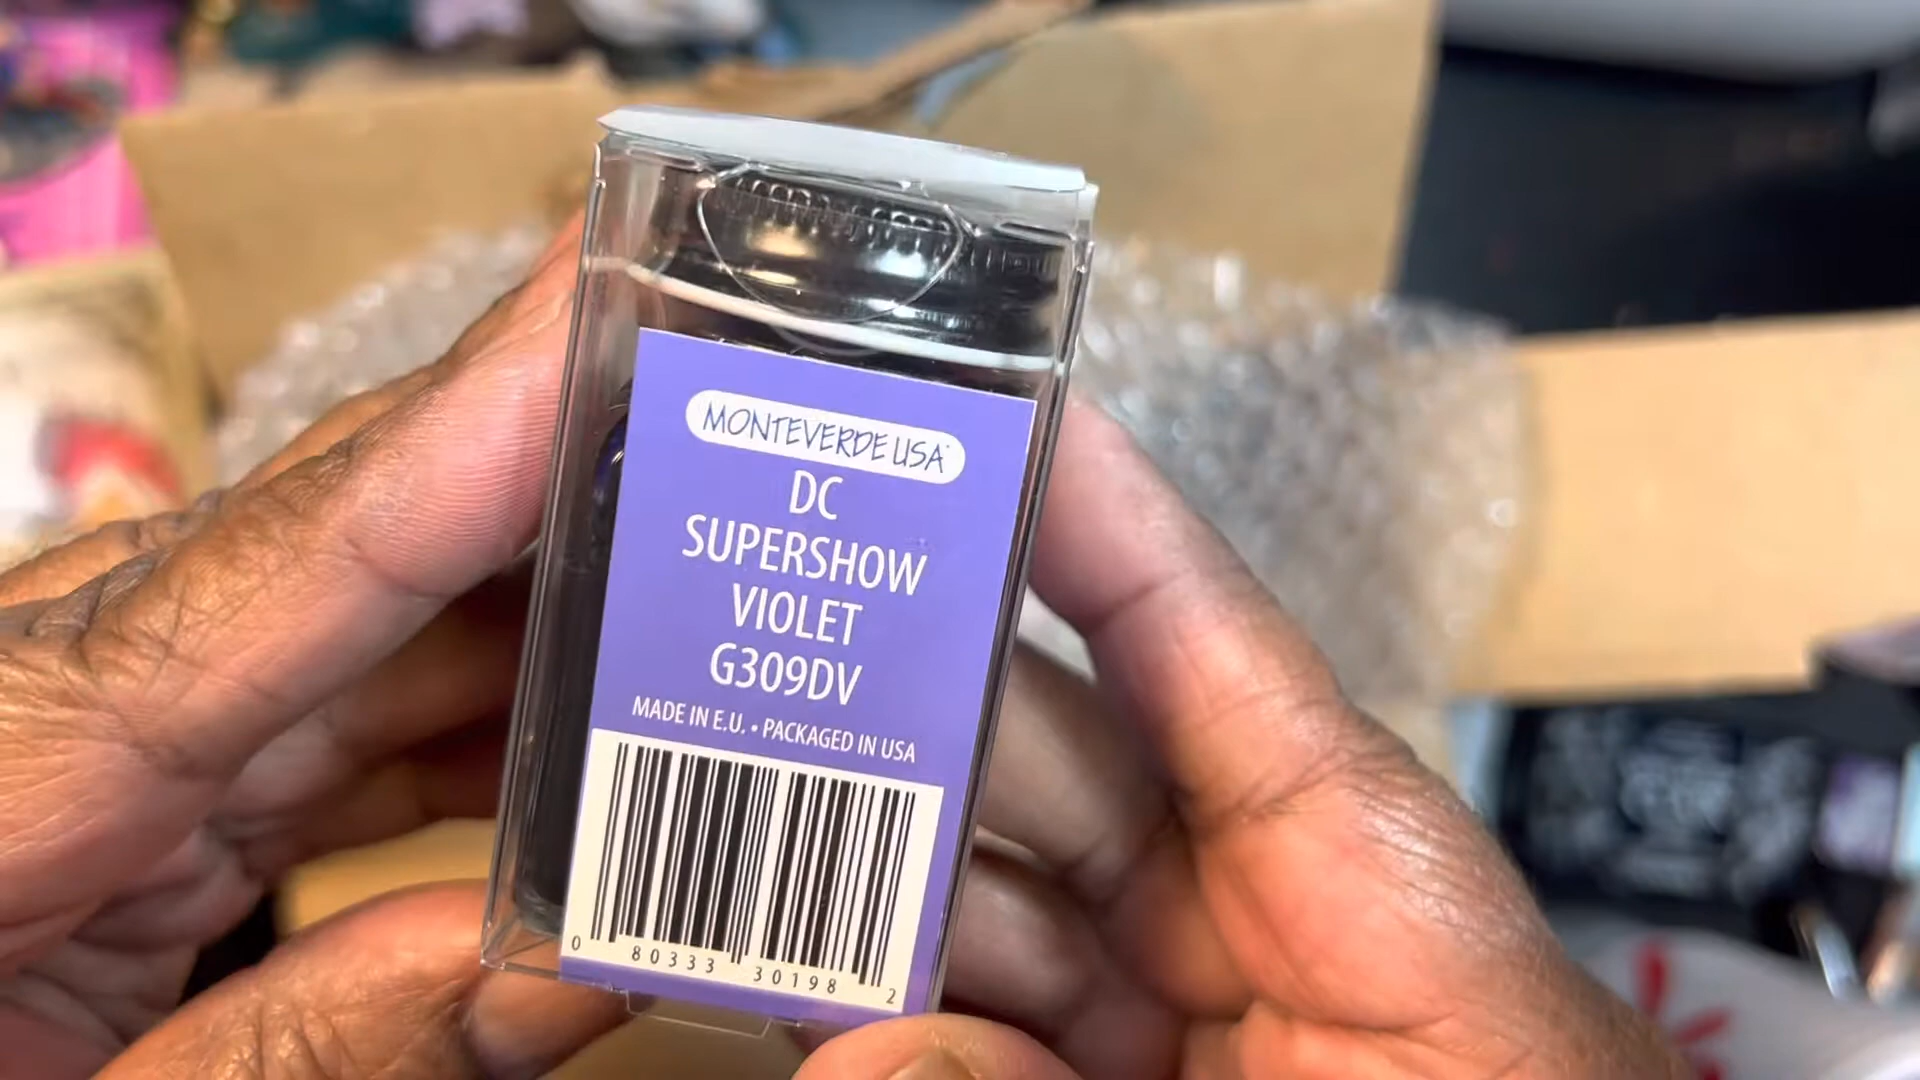 MONTEVERDE USA
DC
SUPERSHOW
VIOLET
G309DV
MADE IN E.U. • PACKAGED IN USA
0 80333 30198 2